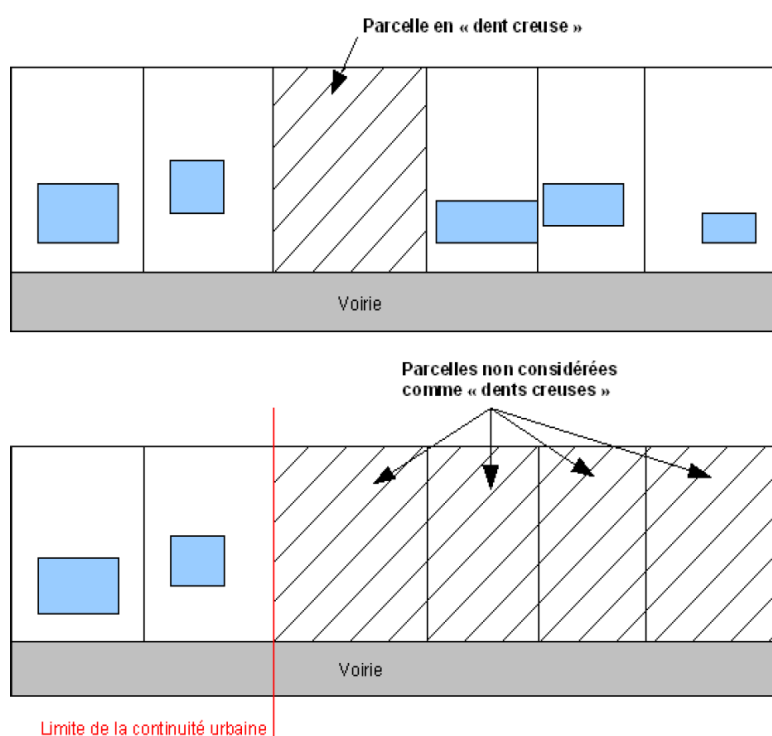 Parcelle en « dent creuse »
Voirie
Parcelles non considérées
comme « dents creuses »
Voirie
Limite de la continuité urbaine